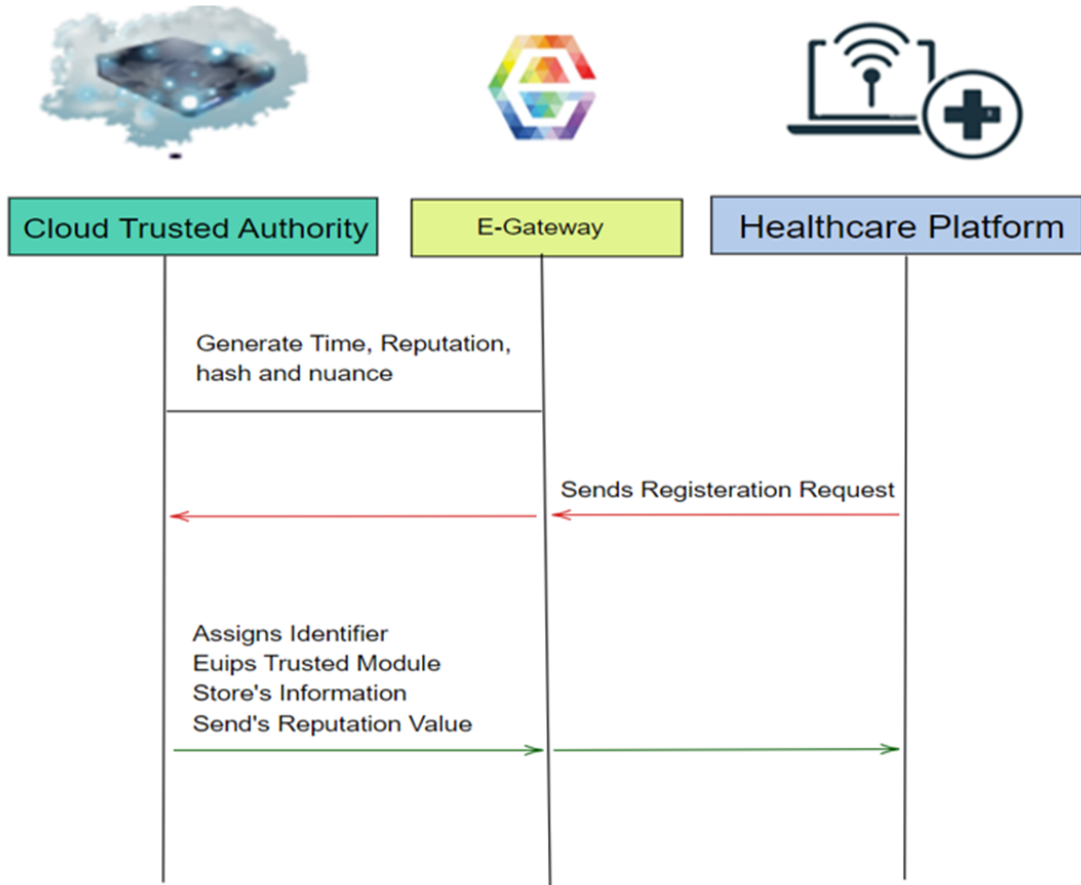 Cloud Trusted Authority
E-Gateway
Healthcare Platform
Generate Time, Reputation,
hash and nuance
Sends Registeration Request
Assigns Identifier
Euips Trusted Module
Store's Information
Send's Reputation Value